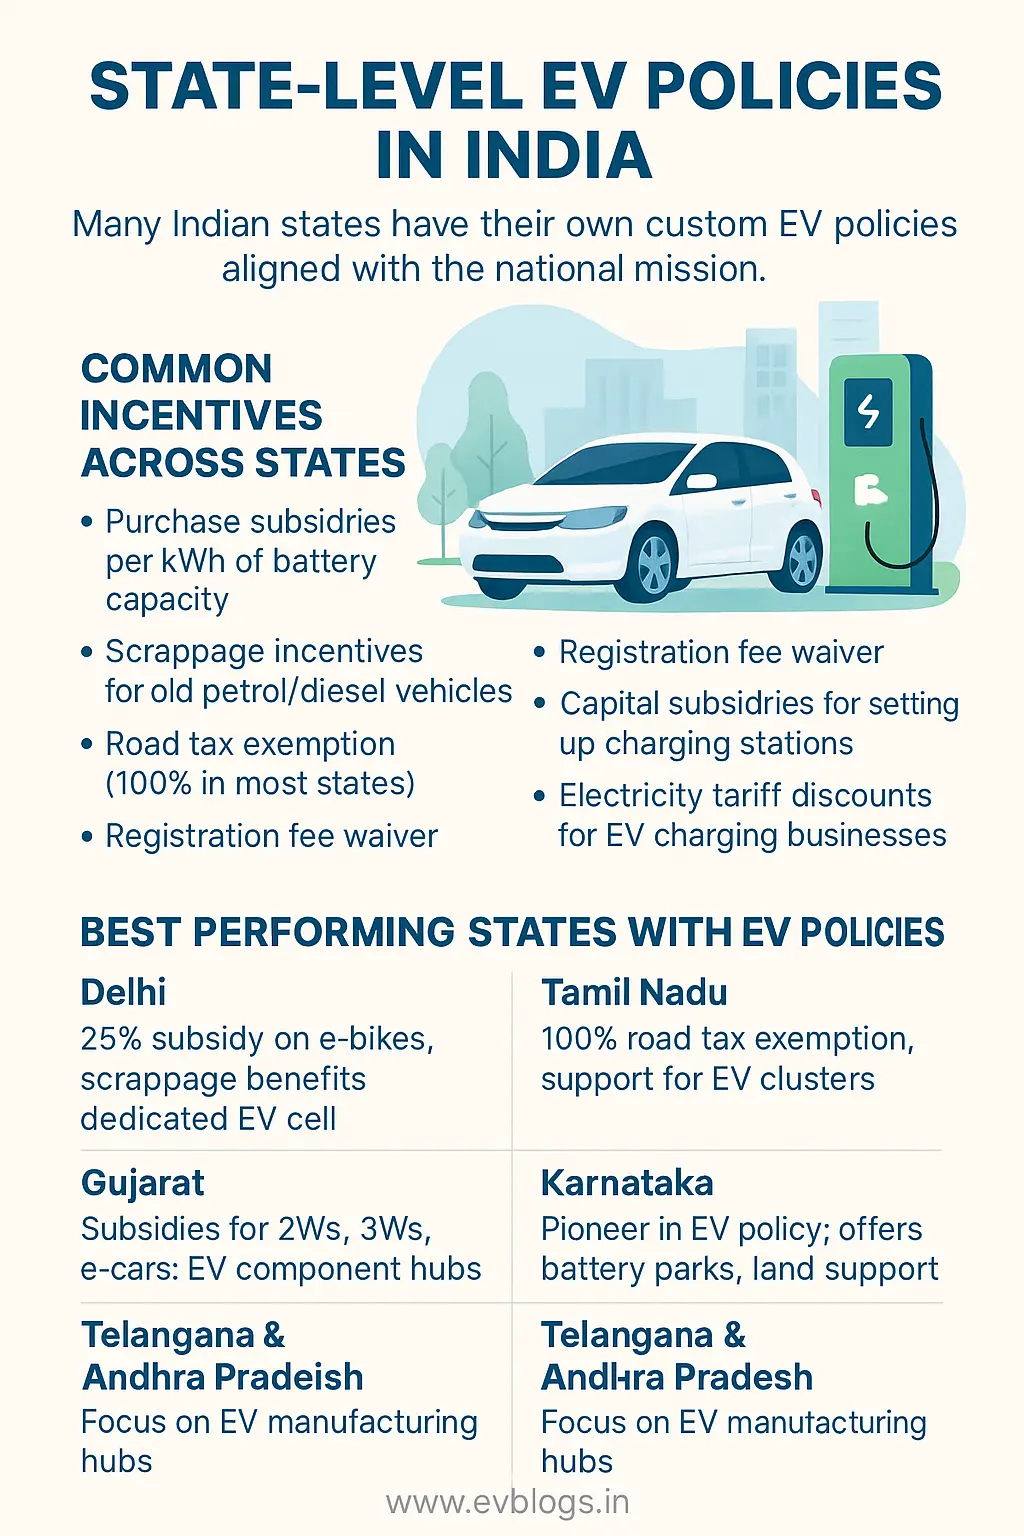 STATE-LEVEL EV POLICIES
IN INDIA
Many Indian states have their own custom EV policies
aligned with the national mission.
COMMON
INCENTIVES
ACROSS STATES
• Purchase subsidries
per kWh of battery
capacity
• Scrappage incentives
for old petrol/diesel vehicles
• Road tax exemption
(100% in most states)
• Registration fee waiver
• Registration fee waiver
• Capital subsidries for setting
up charging stations
• Electricity tariff discounts
for EV charging businesses
BEST PERFORMING STATES WITH EV POLICIES
Delhi
25% subsidy on e-bikes,
scrappage benefits
dedicated EV cell
Tamil Nadu
100% road tax exemption,
support for EV clusters
Gujarat
Subsidies for 2Ws, 3Ws,
e-cars: EV component hubs
Karnataka
Pioneer in EV policy; offers
battery parks, land support
Telangana &
Andhra Pradeish
Focus on EV manufacturing
hubs
Telangana &
Andhra Pradesh
Focus on EV manufacturing
hubs
www.evblogs.in